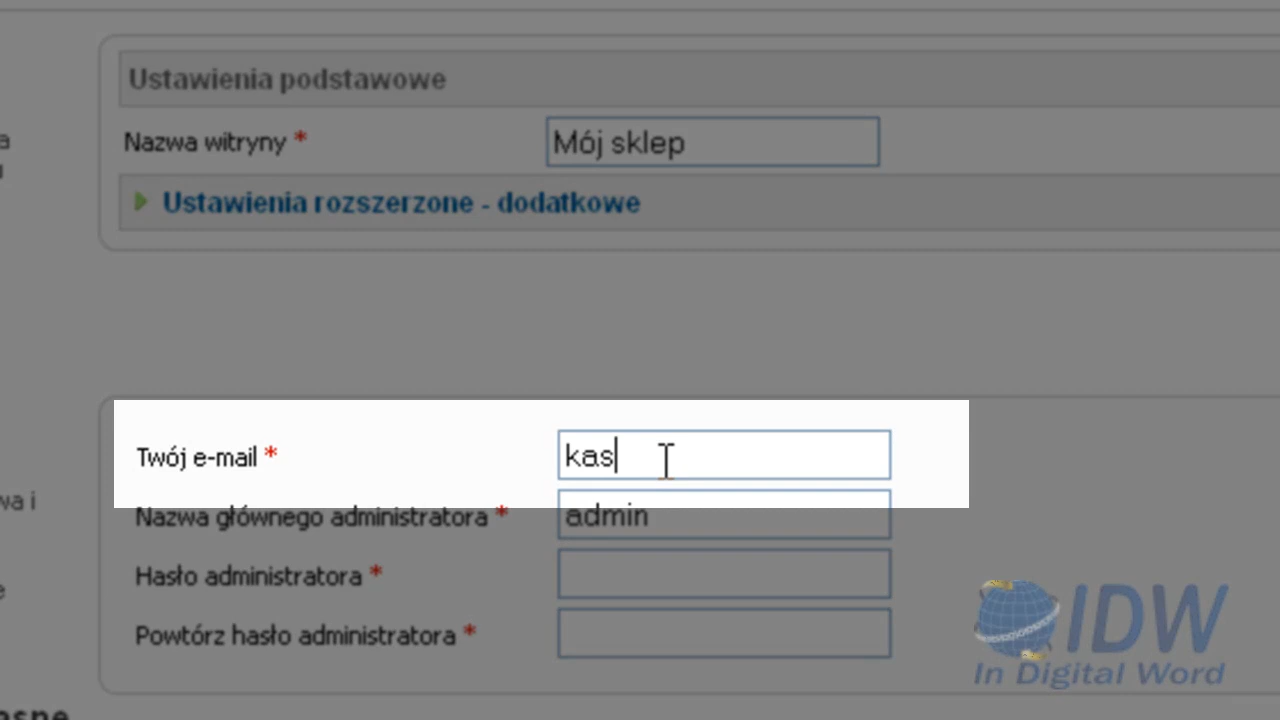 Ustawienia podstawowe
Nazwa witryny * Mój sklep
Ustawienia rozszerzone - dodatkowe
Twój e-mail * kas
Nazwa głównego administratora * admin
Hasło administratora *
Powtórz hasło administratora *
IDW
In Digital Word